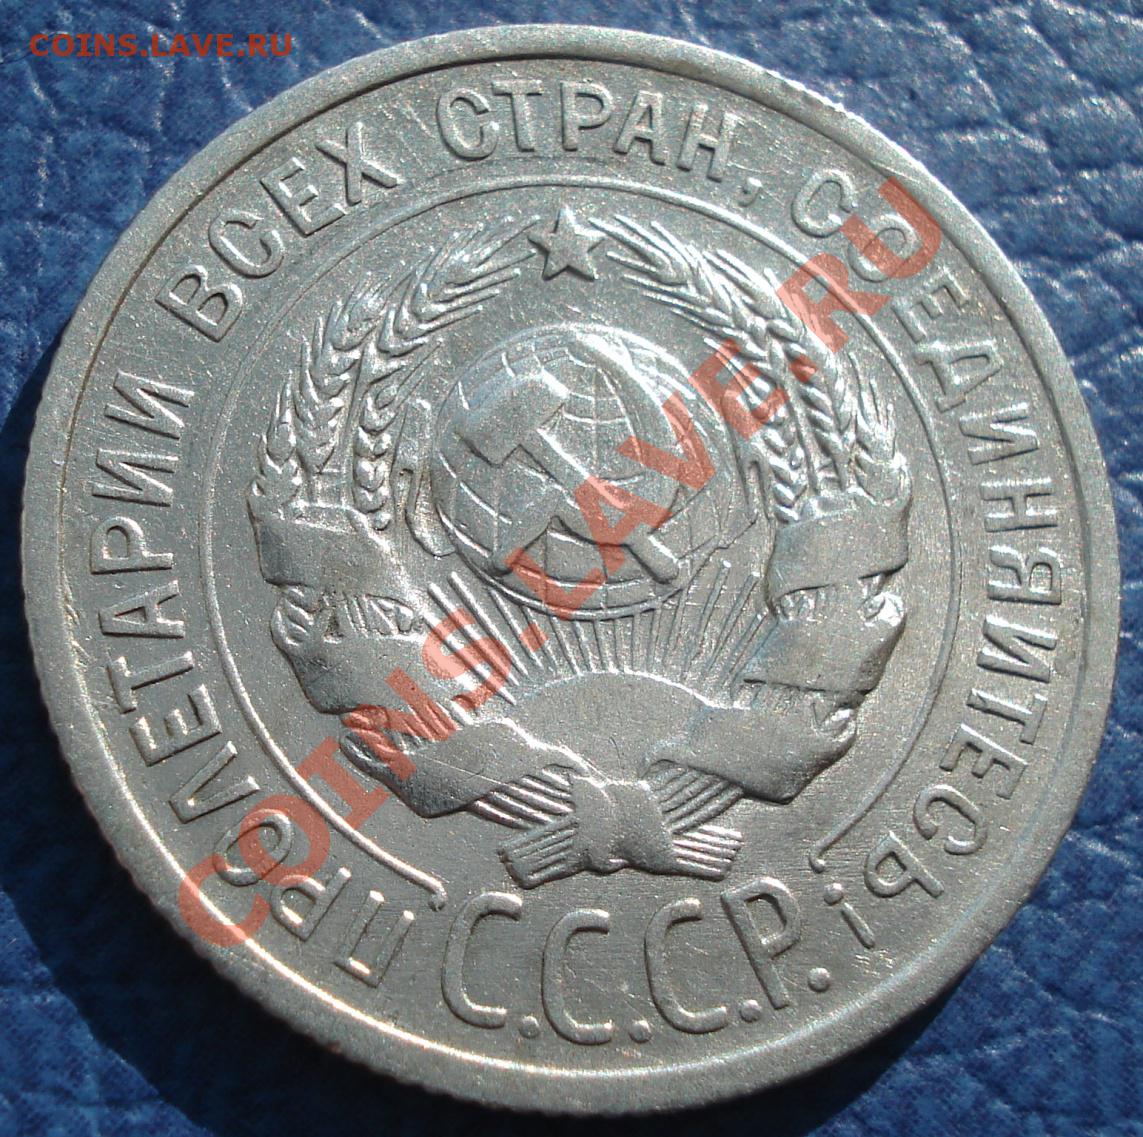 COINS.LAVE.RU
ПРОЛЕТАРИИ ВСЕХ СТРАН, СОЕДИНЯЙТЕСЬ!
С.С.С.Р.
COINS.LAVE.RU